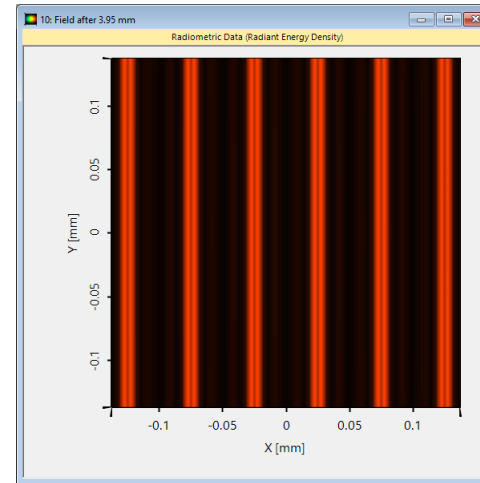 10: Field after 3.95 mm
Radiometric Data (Radiant Energy Density)
0.1
0.05
0
-0.05
-0.1
Y [mm]
-0.1 -0.05 0 0.05 0.1
X [mm]